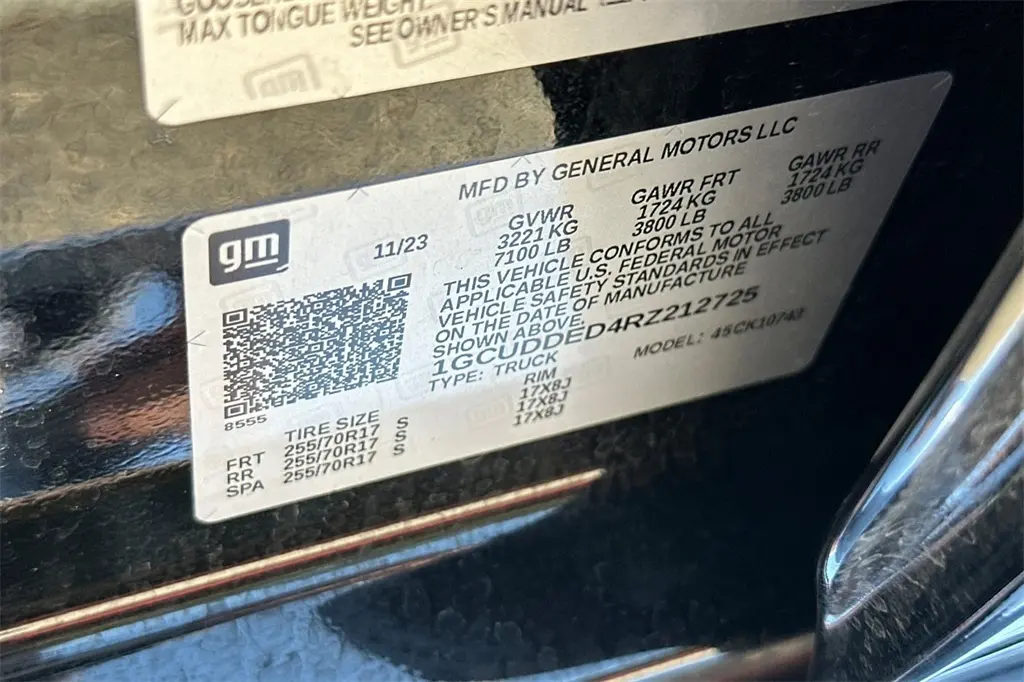 MAX TONGUE WEIGHT
SEE OWNER'S MANUAL
gm
gm
MFD BY GENERAL MOTORS LLC
11/23
GVWR
3221 KG
7100 LB
GAWR FRT
1724 KG
3800 LB
GAWR RR
1724 KG
3800 LB
THIS VEHICLE CONFORMS TO ALL
APPLICABLE U.S. FEDERAL MOTOR
VEHICLE SAFETY STANDARDS IN EFFECT
ON THE DATE OF MANUFACTURE
SHOWN ABOVE.
1GCUDDED4RZ212725
TYPE: TRUCK
MODEL: 45CK10743
8555
TIRE SIZE
RIM
FRT 255/70R17 S 17X8J
RR 255/70R17 S 17X8J
SPA 255/70R17 S 17X8J